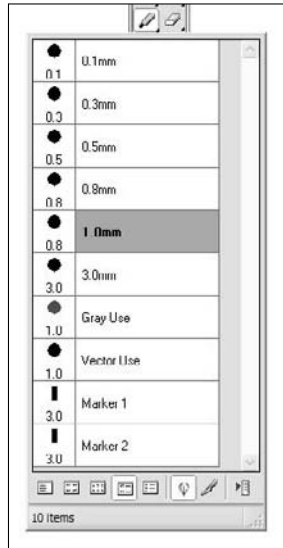 0.1
0.1mm
0.3
0.3mm
0.5
0.5mm
0.8
0.8mm
0.8
1.0mm
3.0
3.0mm
1.0
Gray Use
1.0
Vector Use
3.0
Marker 1
3.0
Marker 2
10 items